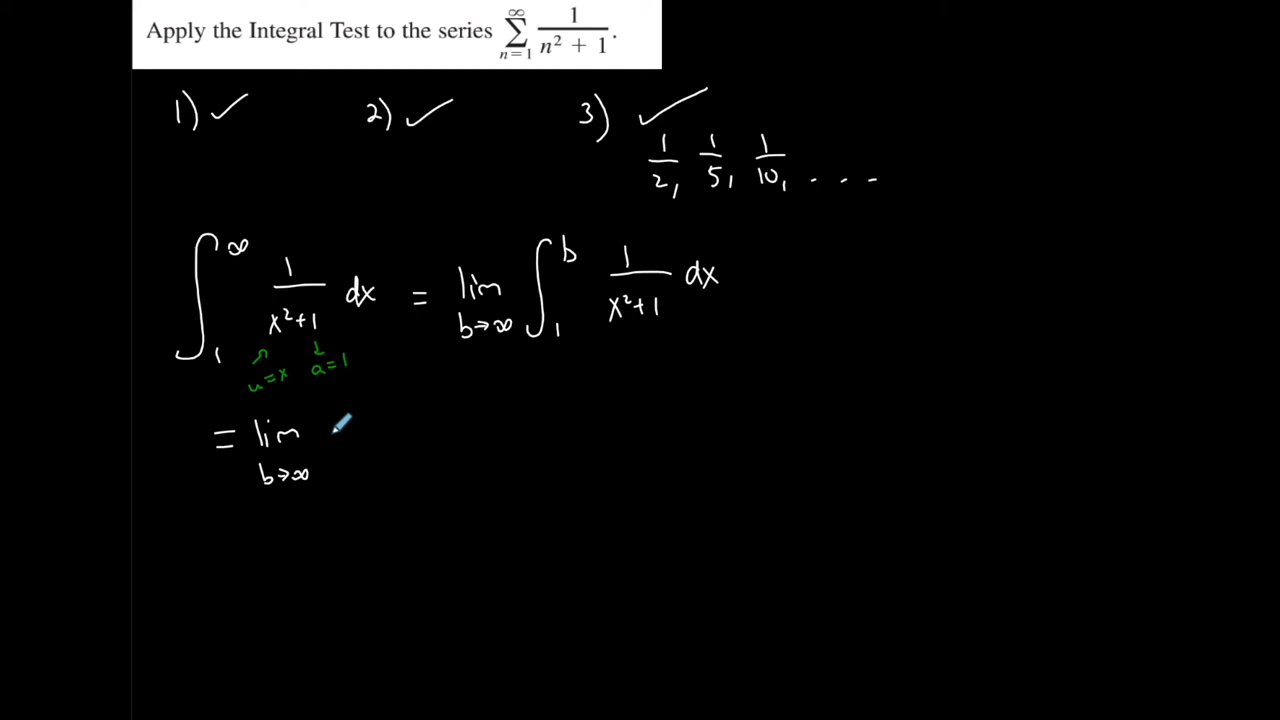 Apply the Integral Test to the series ∑_{n=1}^{∞} 1/(n² + 1).
1) ✓ 2) ✓ 3) ✓
1/2, 1/5, 1/10, . . .
∫_1^∞ 1/(x²+1) dx = lim_{b→∞} ∫_1^b 1/(x²+1) dx
u=x a=1
= lim_{b→∞}